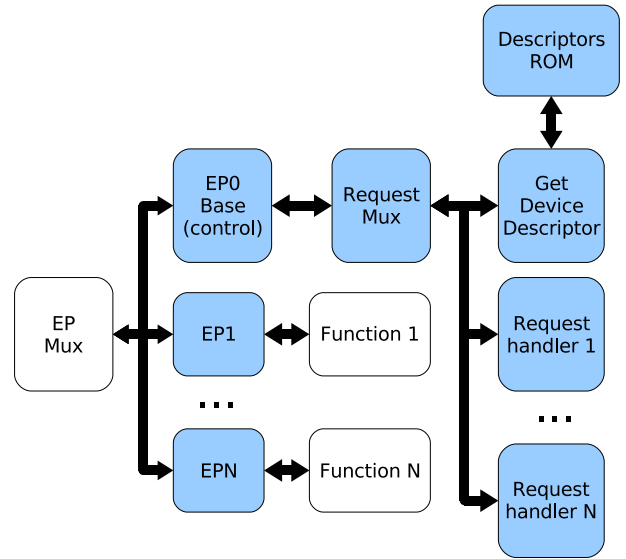 Descriptors
ROM
EP0
Base
(control)
Request
Mux
Get
Device
Descriptor
EP
Mux
EP1
Function 1
Request
handler 1
...
...
EPN
Function N
Request
handler N